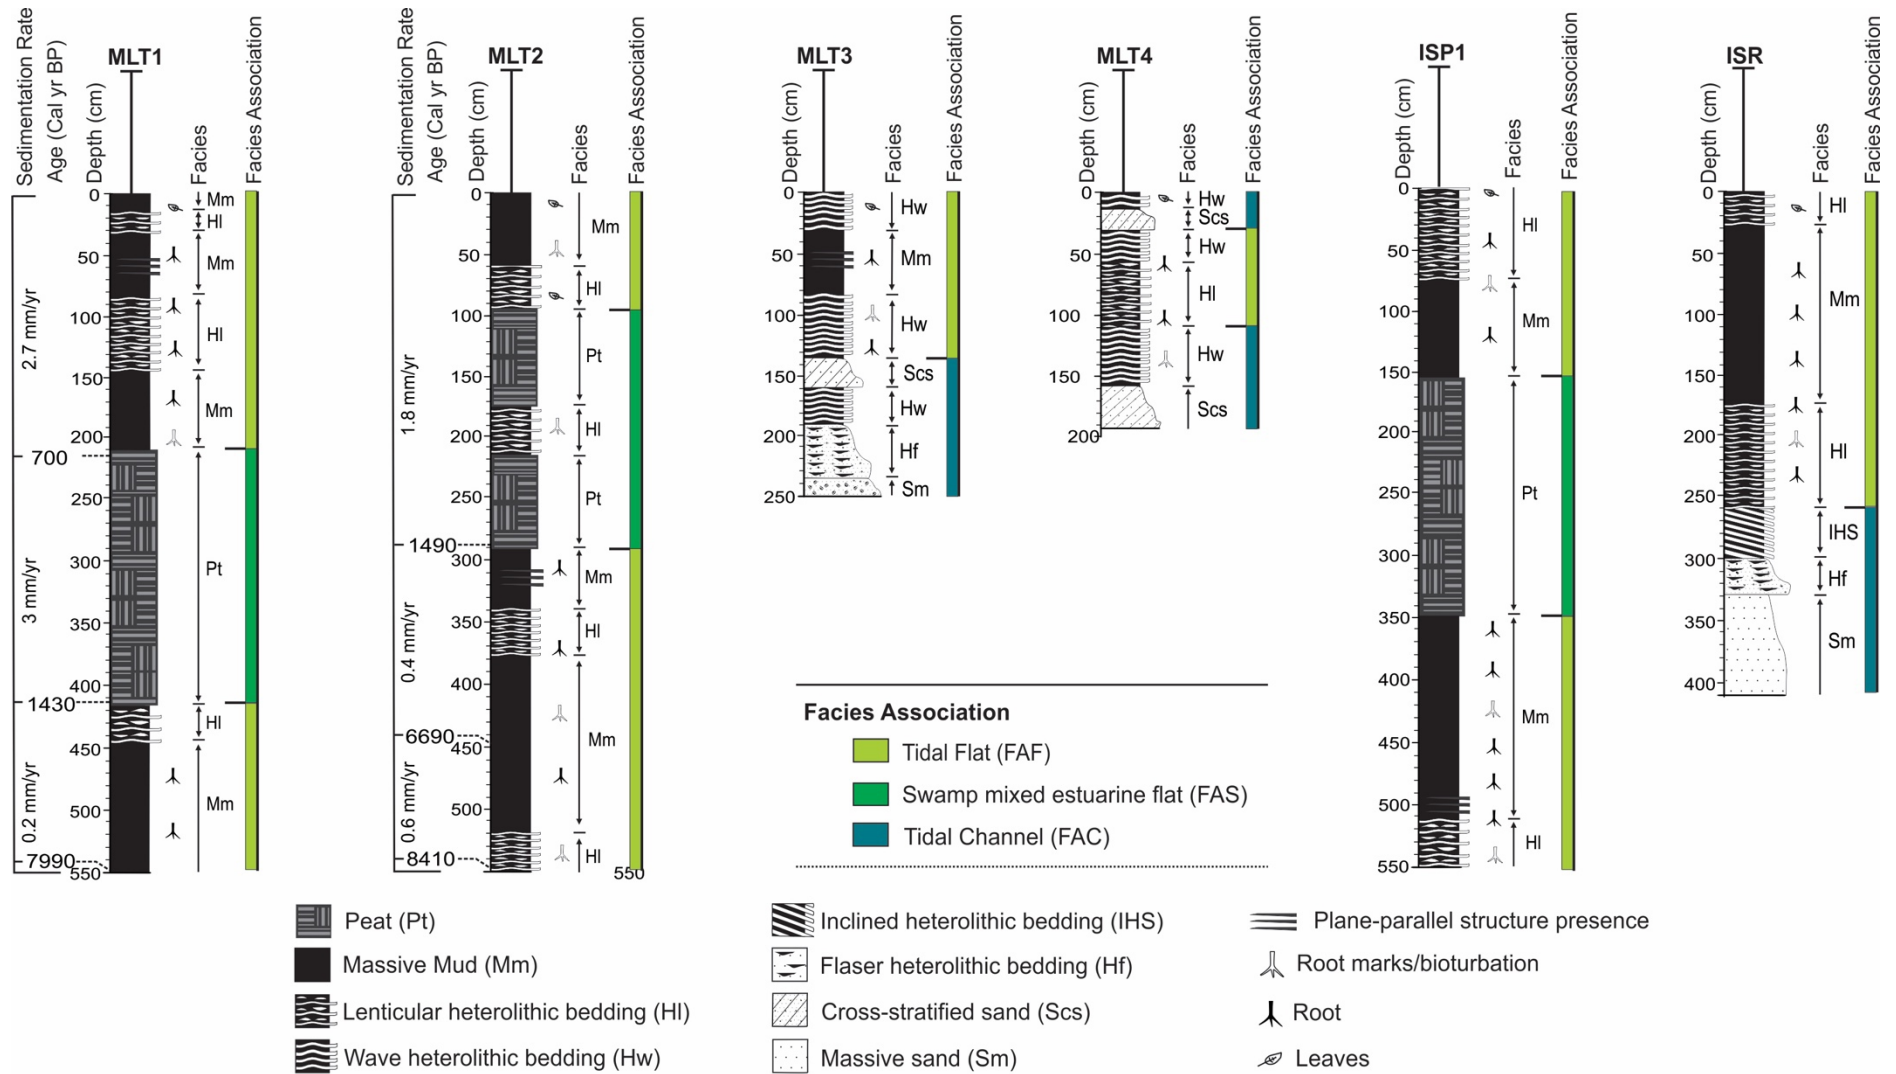 MLT1
Sedimentation Rate
Age (Cal yr BP)
Depth (cm)
Facies
Facies Association
0
50
100
150
200
250
300
350
400
450
500
550
700
1430
7990
2.7 mm/yr
3 mm/yr
0.2 mm/yr
Mm
Hl
Mm
Hl
Mm
Pt
Hl
Mm
MLT2
Sedimentation Rate
Age (Cal yr BP)
Depth (cm)
Facies
Facies Association
0
50
100
150
200
250
300
350
400
450
500
550
1490
6690
8410
1.8 mm/yr
0.4 mm/yr
0.6 mm/yr
Mm
Hl
Pt
Hl
Pt
Mm
Hl
Mm
Hl
MLT3
Depth (cm)
Facies
Facies Association
0
50
100
150
200
250
Hw
Mm
Hw
Scs
Hw
Hf
Sm
MLT4
Depth (cm)
Facies
Facies Association
0
50
100
150
200
Hw
Scs
Hw
Hl
Hw
Scs
ISP1
Depth (cm)
Facies
Facies Association
0
50
100
150
200
250
300
350
400
450
500
550
Hl
Mm
Pt
Mm
Hl
ISR
Depth (cm)
Facies
Facies Association
0
50
100
150
200
250
300
350
400
Hl
Mm
Hl
IHS
Hf
Sm
Facies Association
Tidal Flat (FAF)
Swamp mixed estuarine flat (FAS)
Tidal Channel (FAC)
Peat (Pt)
Massive Mud (Mm)
Lenticular heterolithic bedding (Hl)
Wave heterolithic bedding (Hw)
Inclined heterolithic bedding (IHS)
Flaser heterolithic bedding (Hf)
Cross-stratified sand (Scs)
Massive sand (Sm)
Plane-parallel structure presence
Root marks/bioturbation
Root
Leaves